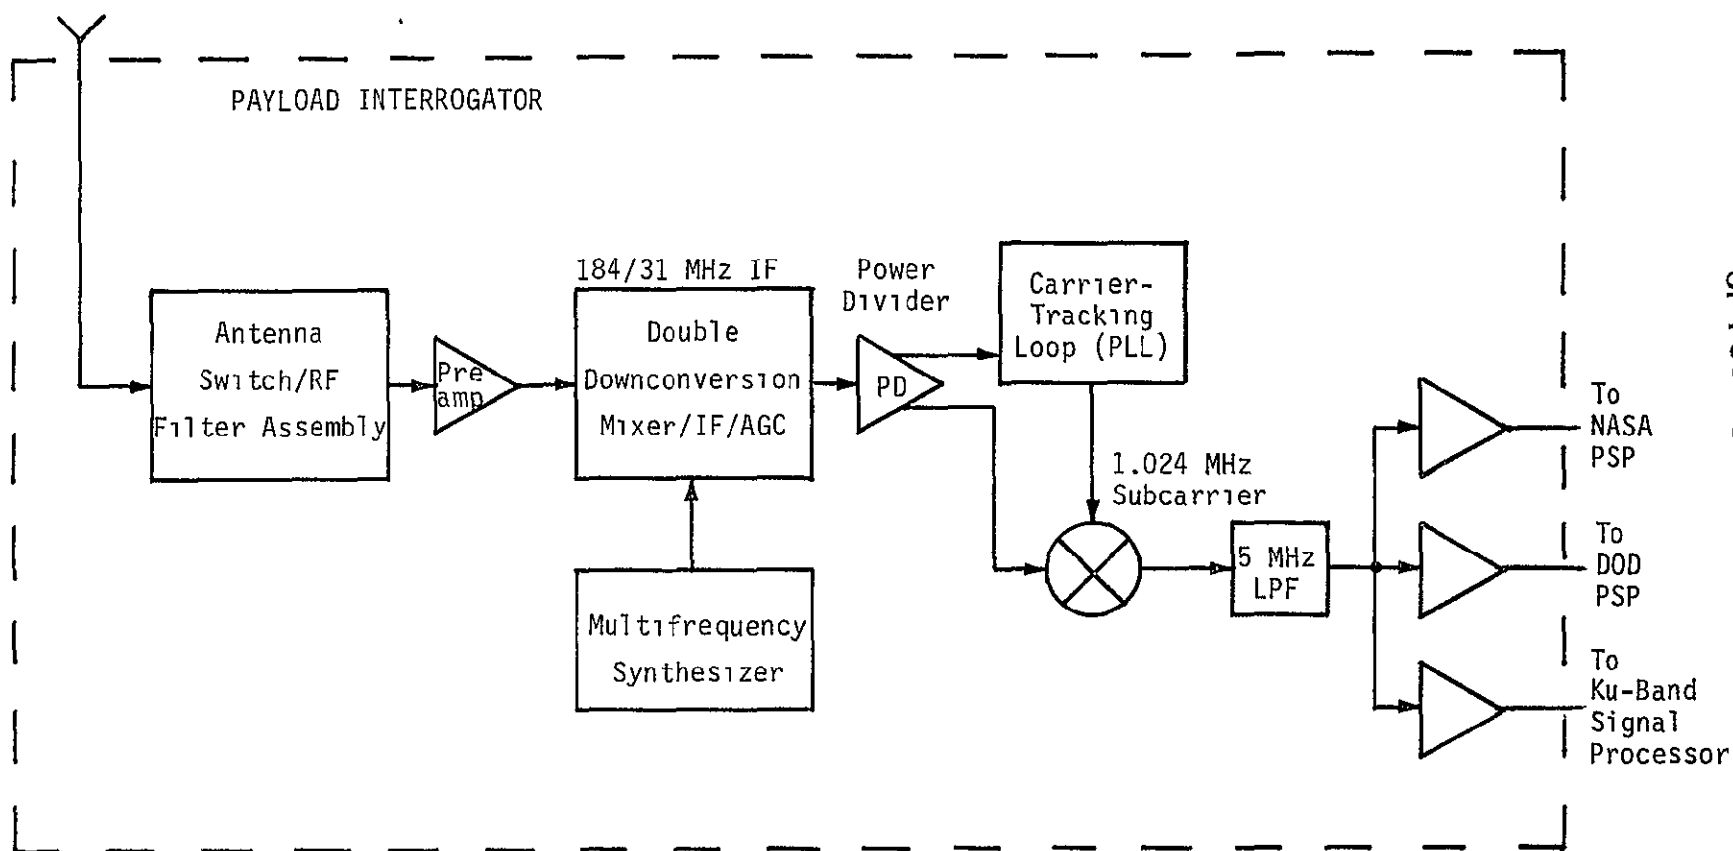 PAYLOAD INTERROGATOR
Antenna
Switch/RF
Filter Assembly
Pre
amp
184/31 MHz IF
Double
Downconversion
Mixer/IF/AGC
Multifrequency
Synthesizer
Power
Divider
PD
Carrier-
Tracking
Loop (PLL)
1.024 MHz
Subcarrier
5 MHz
LPF
To
NASA
PSP
To
DOD
PSP
To
Ku-Band
Signal
Processor